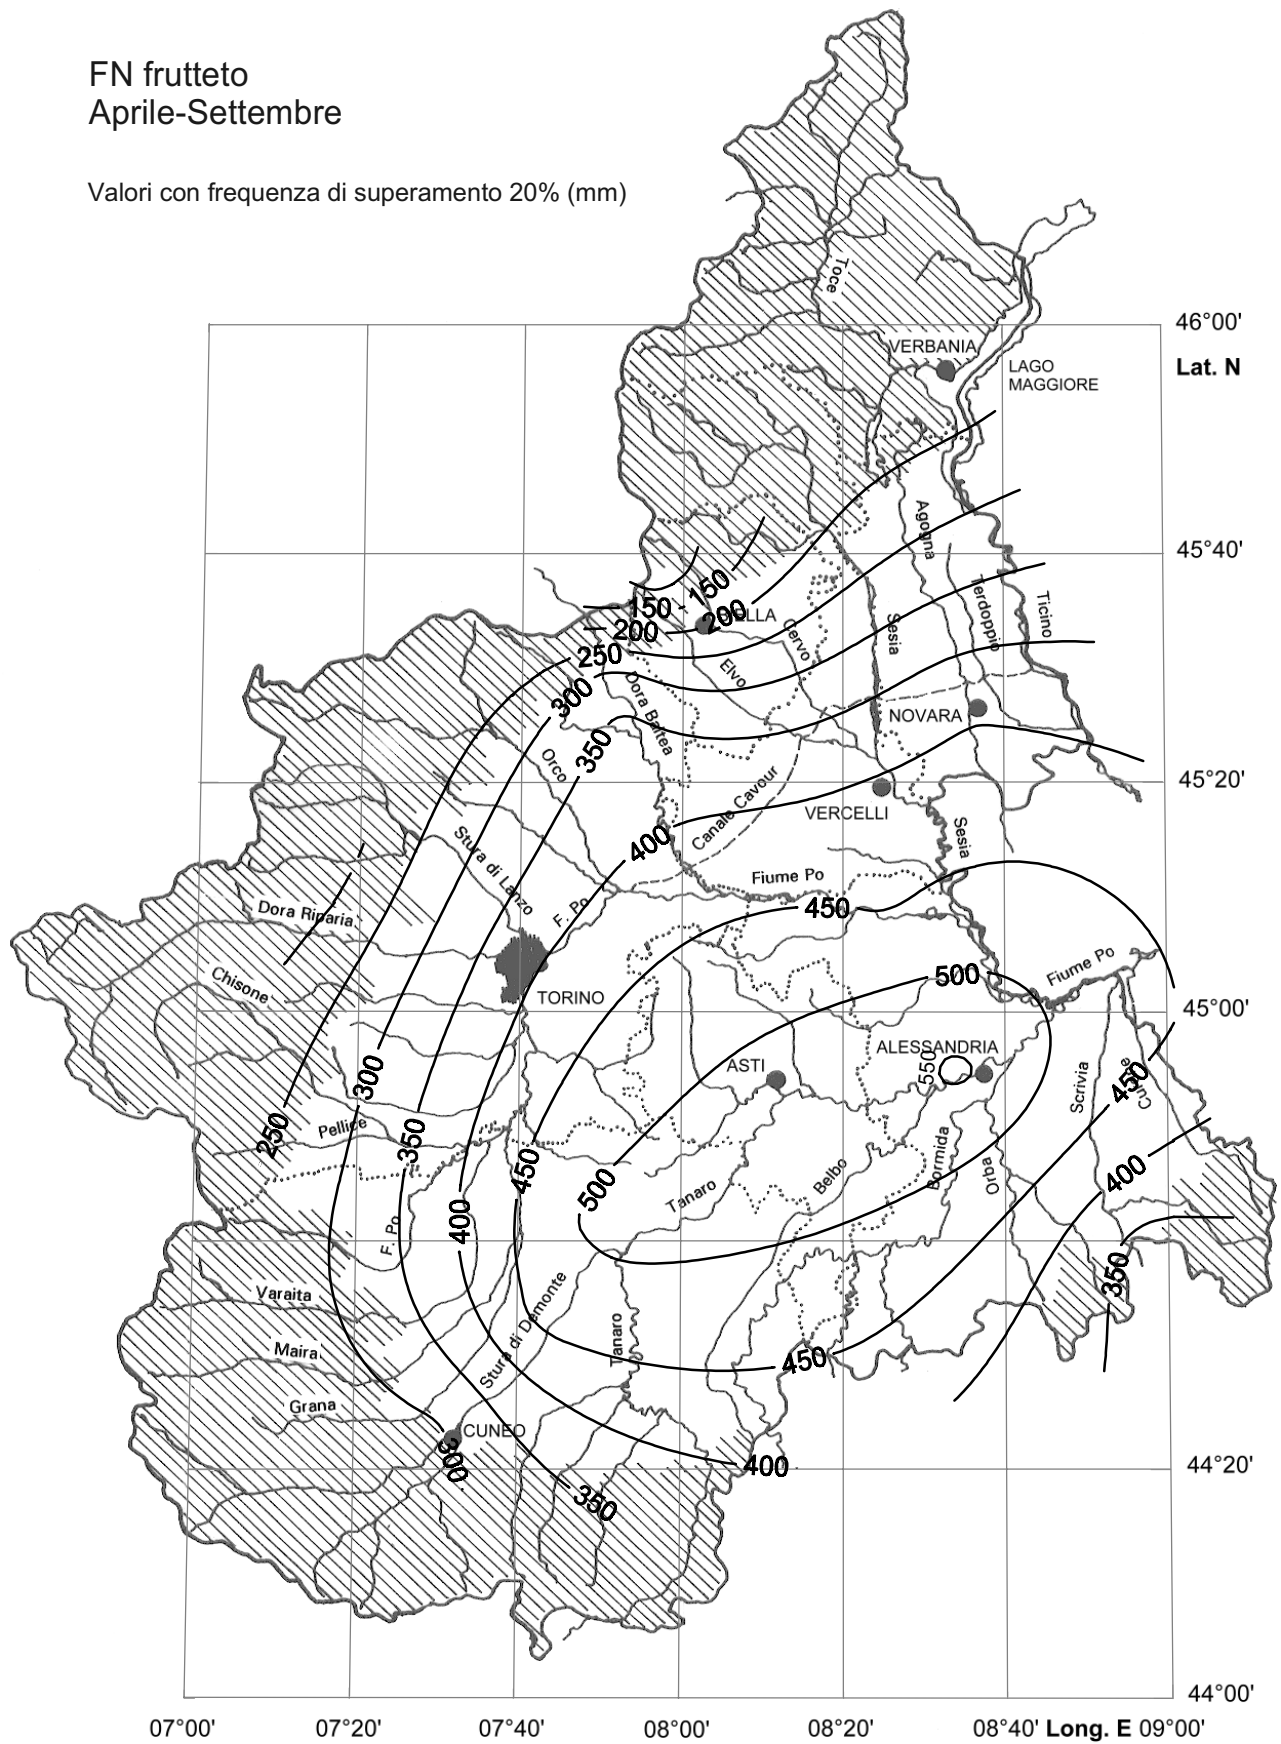 FN frutteto
Aprile-Settembre
Valori con frequenza di superamento 20% (mm)
Toce
46°00'
VERBANIA
Lat. N
LAGO
MAGGIORE
Agogna
45°40'
150
150
200
BIELLA
200
Terdoppio
Ticino
Sesia
Cervo
250
Elvo
300
Dora Baltea
NOVARA
350
Orco
45°20'
Canale Cavour
VERCELLI
400
Stura di Lanzo
Sesia
Fiume Po
450
F. Po
Dora Riparia
Fiume Po
500
Chisone
TORINO
45°00'
ALESSANDRIA
ASTI
550
300
Scrivia
450
250
Pellice
350
450
500
Tanaro
Belbo
Bormida
Orba
400
400
F. Po
350
Varaita
Stura di Demonte
Tanaro
Maira
450
Grana
CUNEO
300
400
44°20'
350
44°00'
07°00'
07°20'
07°40'
08°00'
08°20'
08°40' Long. E 09°00'